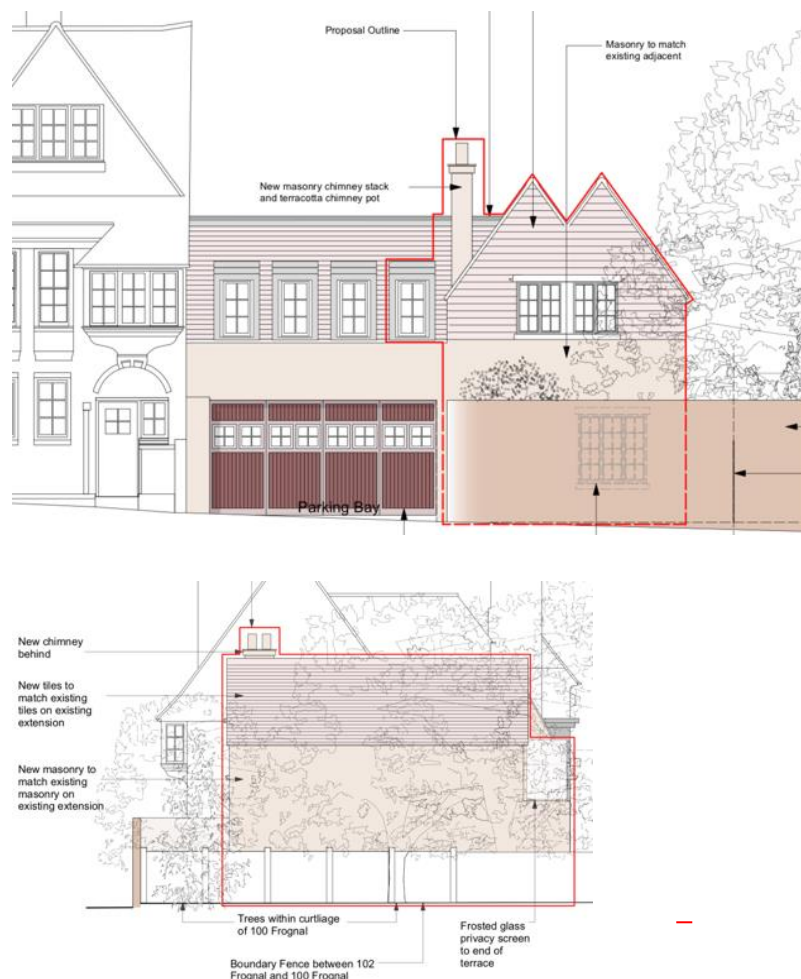 Proposal Outline
Masonry to match
existing adjacent
New masonry chimney stack
and terracotta chimney pot
Parking Bay
New chimney
behind
New tiles to
match existing
tiles on existing
extension
New masonry to
match existing
masonry on
existing extension
Trees within curtliage
of 100 Frognal
Boundary Fence between 102
Frognal and 100 Frognal
Frosted glass
privacy screen
to end of
terrace